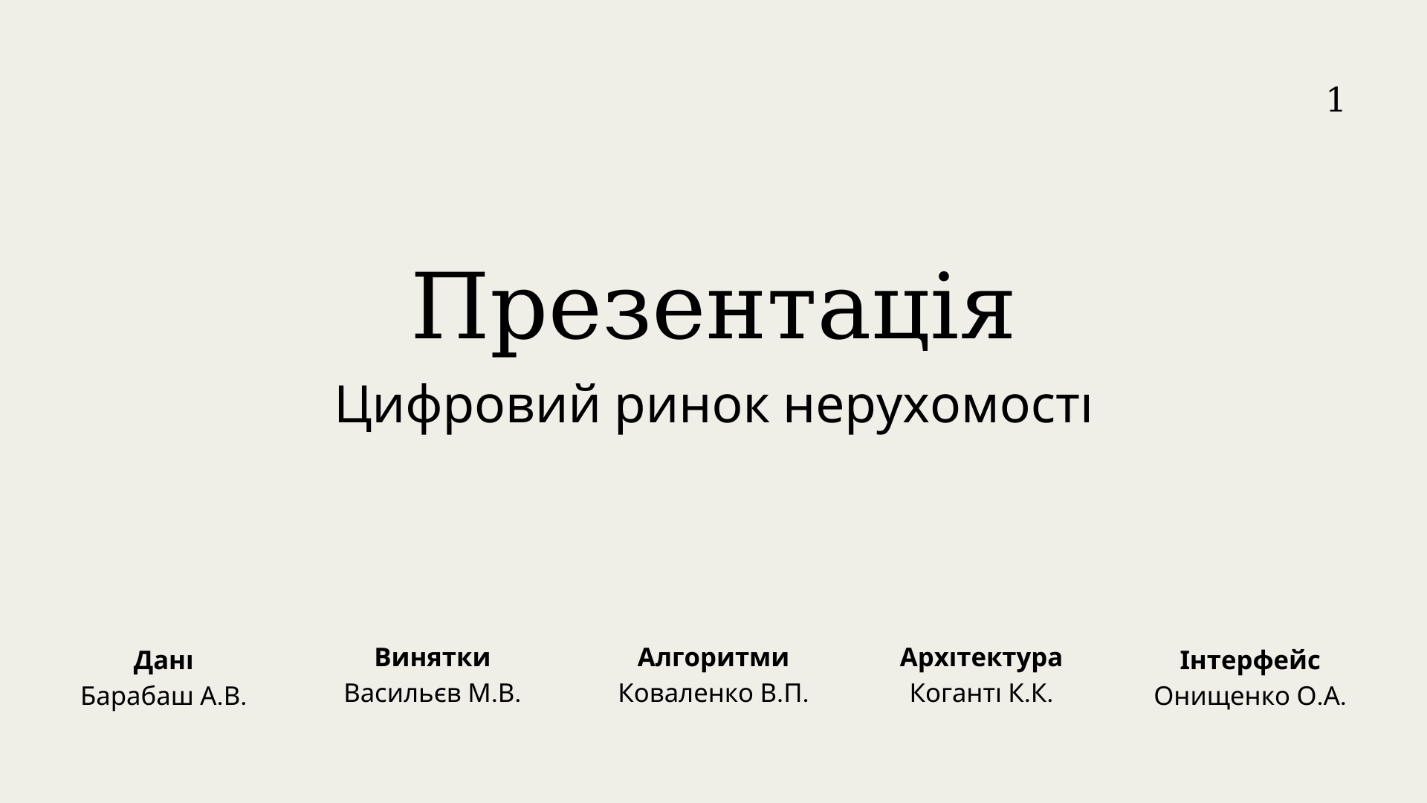 1
Презентація
Цифровий ринок нерухомості
Дані
Барабаш А.В.
Винятки
Васильєв М.В.
Алгоритми
Коваленко В.П.
Архітектура
Коганті К.К.
Інтерфейс
Онищенко О.А.